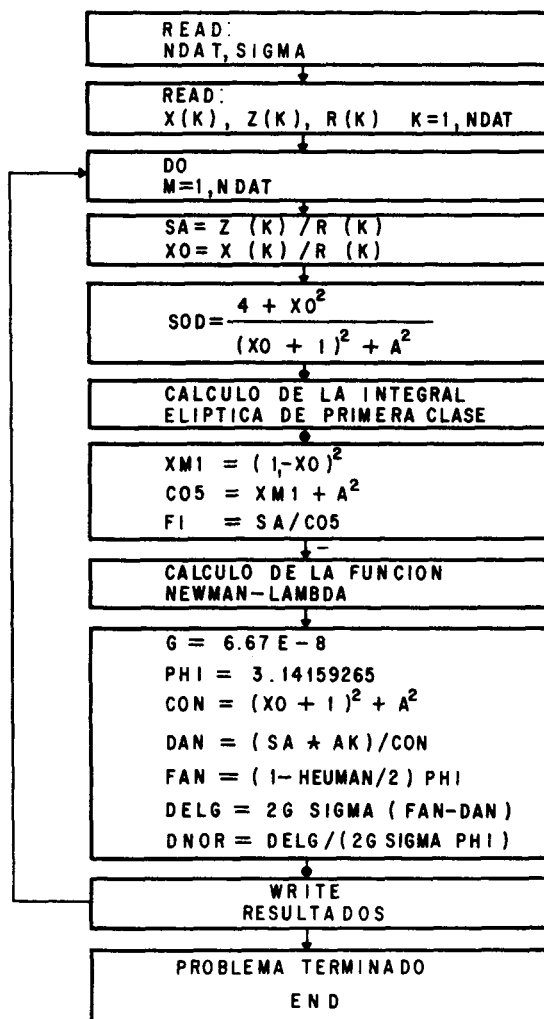 READ:
NDAT,SIGMA
READ:
X(K), Z(K), R(K) K=1,NDAT
DO
M=1,NDAT
SA= Z (K) /R (K)
XO= X (K) /R (K)
SOD= 4 + XO² / (XO + 1)² + A²
CALCULO DE LA INTEGRAL
ELIPTICA DE PRIMERA CLASE
XM1 = (1,-XO)²
CO5 = XM1 + A²
FI = SA/CO5
CALCULO DE LA FUNCION
NEWMAN-LAMBDA
G = 6.67 E-8
PHI = 3.14159265
CON = (XO + 1)² + A²
DAN = (SA * AK)/CON
FAN = (1-HEUMAN/2) PHI
DELG = 2G SIGMA (FAN-DAN)
DNOR = DELG/(2G SIGMA PHI)
WRITE
RESULTADOS
PROBLEMA TERMINADO
END